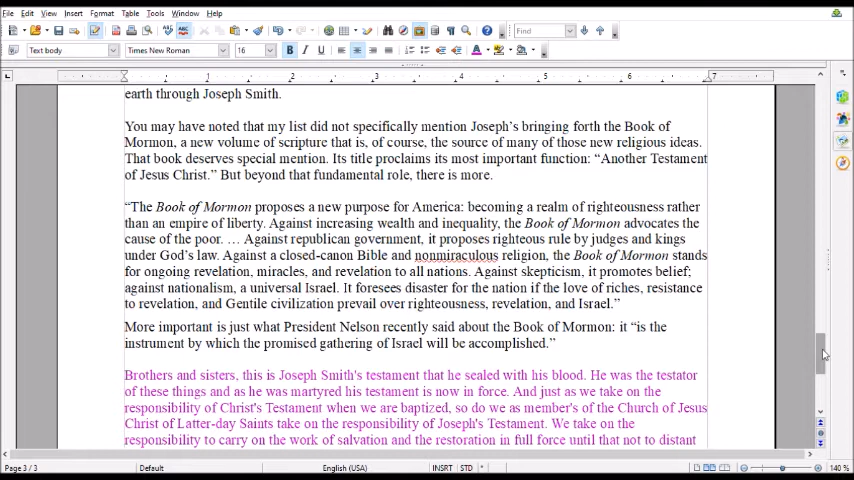 File Edit View Insert Format Table Tools Window Help
Find
Text body Times New Roman 16 B I U A
1 2 3 4 5 6 7
earth through Joseph Smith.
You may have noted that my list did not specifically mention Joseph's bringing forth the Book of
Mormon, a new volume of scripture that is, of course, the source of many of those new religious ideas.
That book deserves special mention. Its title proclaims its most important function: “Another Testament
of Jesus Christ.” But beyond that fundamental role, there is more.
“The Book of Mormon proposes a new purpose for America: becoming a realm of righteousness rather
than an empire of liberty. Against increasing wealth and inequality, the Book of Mormon advocates the
cause of the poor. … Against republican government, it proposes righteous rule by judges and kings
under God’s law. Against a closed-canon Bible and nonmiraculous religion, the Book of Mormon stands
for ongoing revelation, miracles, and revelation to all nations. Against skepticism, it promotes belief;
against nationalism, a universal Israel. It foresees disaster for the nation if the love of riches, resistance
to revelation, and Gentile civilization prevail over righteousness, revelation, and Israel.”
More important is just what President Nelson recently said about the Book of Mormon: it “is the
instrument by which the promised gathering of Israel will be accomplished.”
Brothers and sisters, this is Joseph Smith's testament that he sealed with his blood. He was the testator
of these things and as he was martyred his testament is now in force. And just as we take on the
responsibility of Christ's Testament when we are baptized, so do we as member's of the Church of Jesus
Christ of Latter-day Saints take on the responsibility of Joseph's Testament. We take on the
responsibility to carry on the work of salvation and the restoration in full force until that not to distant
Page 3 / 3 Default English (USA) INSRT STD * 140 %